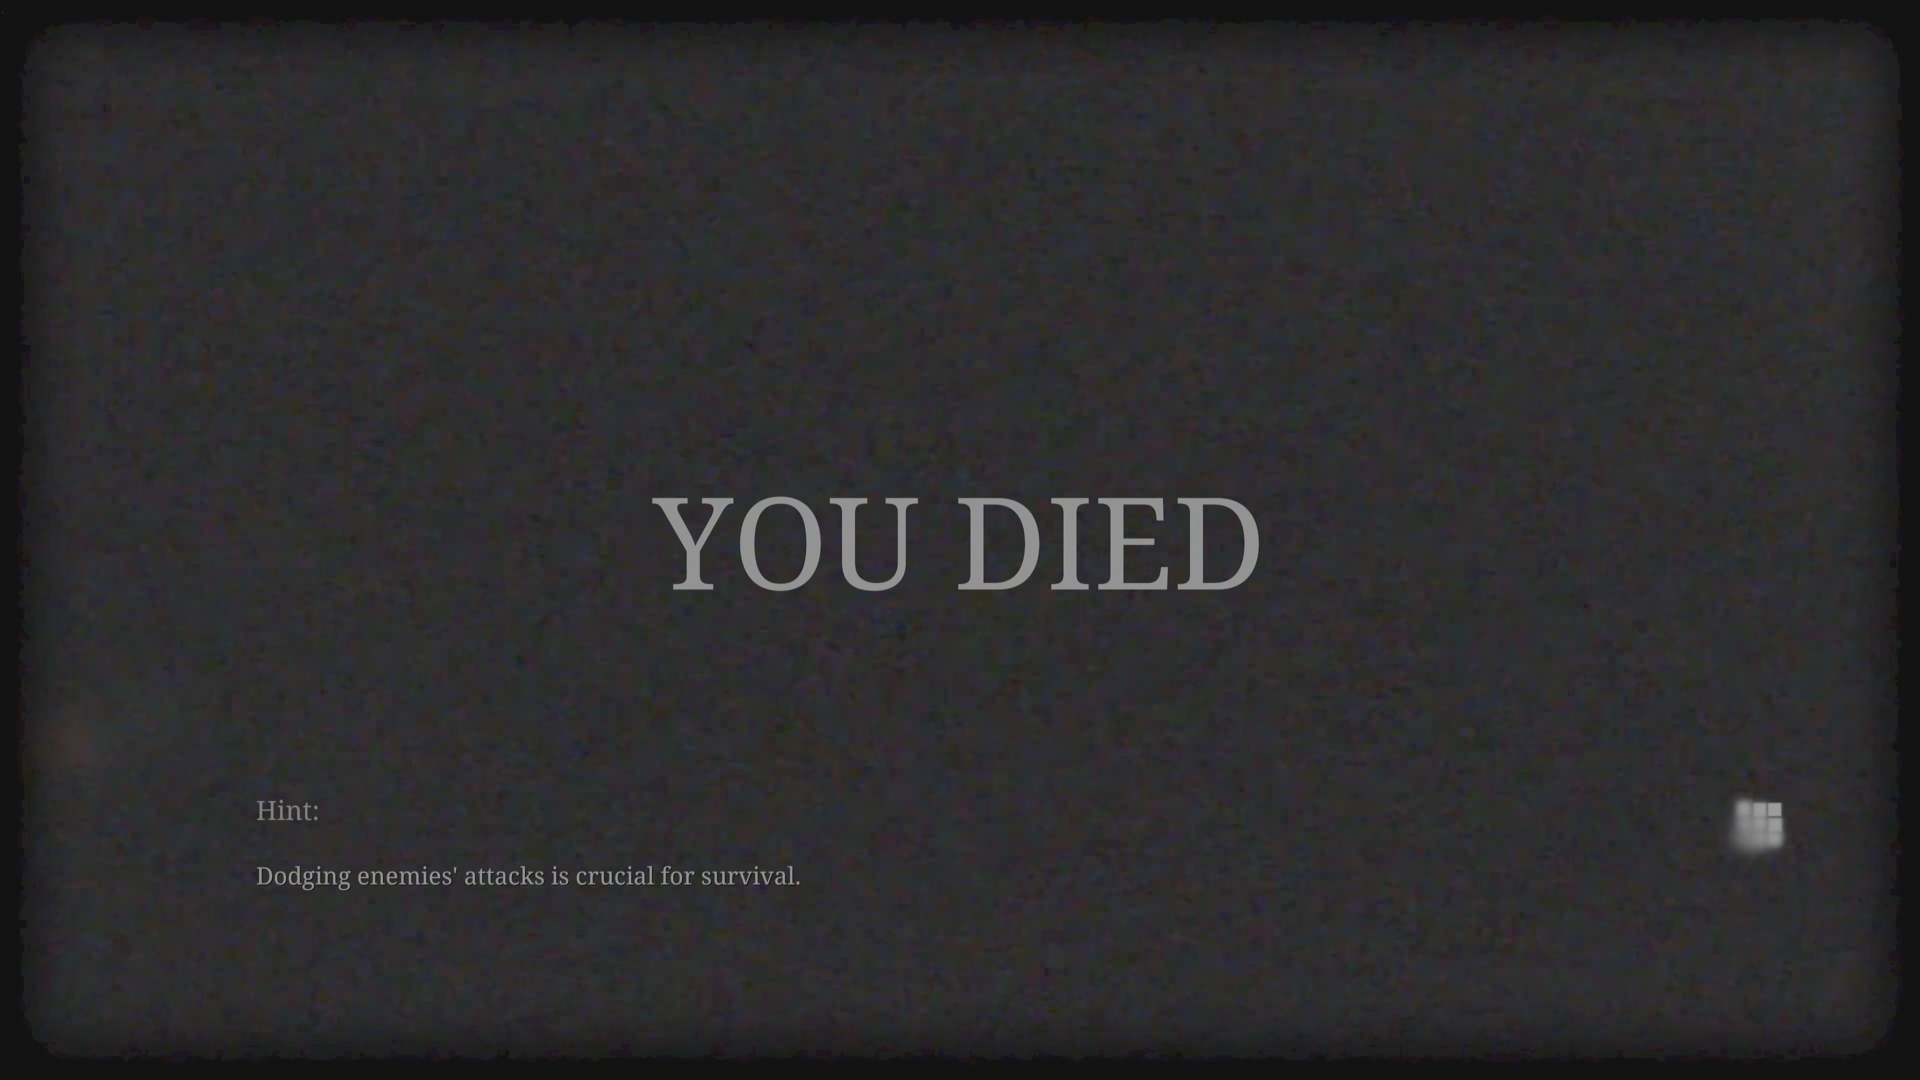 YOU DIED
Hint:
Dodging enemies' attacks is crucial for survival.